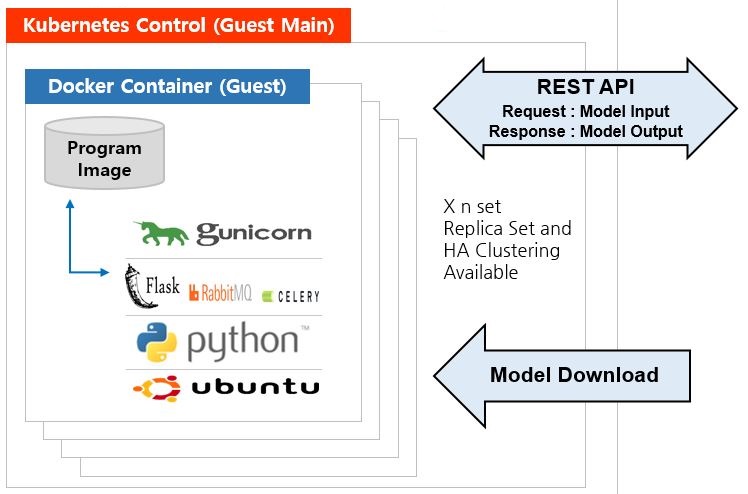 Kubernetes Control (Guest Main)
Docker Container (Guest)
Program
Image
gunicorn
Flask
RabbitMQ
CELERY
python™
ubuntu
REST API
Request : Model Input
Response : Model Output
X n set
Replica Set and
HA Clustering
Available
Model Download